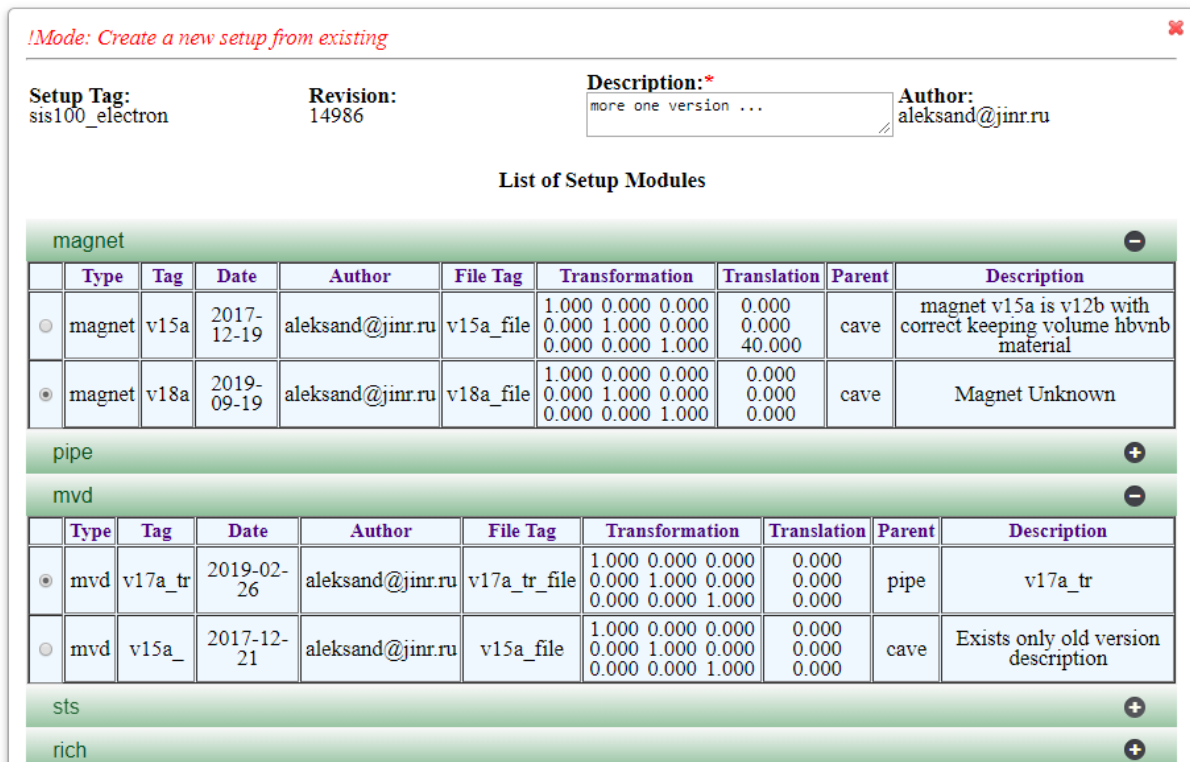 !Mode: Create a new setup from existing
Setup Tag: Revision: Description:* Author:
sis100_electron 14986 more one version ... aleksand@jinr.ru
List of Setup Modules
magnet
Type Tag Date Author File Tag Transformation Translation Parent Description
magnet v15a 2017-12-19 aleksand@jinr.ru v15a_file 1.000 0.000 0.000 0.000 1.000 0.000 0.000 0.000 1.000 0.000 0.000 40.000 cave magnet v15a is v12b with correct keeping volume hbvnb material
magnet v18a 2019-09-19 aleksand@jinr.ru v18a_file 1.000 0.000 0.000 0.000 1.000 0.000 0.000 0.000 1.000 0.000 0.000 0.000 cave Magnet Unknown
pipe
mvd
Type Tag Date Author File Tag Transformation Translation Parent Description
mvd v17a_tr 2019-02-26 aleksand@jinr.ru v17a_tr_file 1.000 0.000 0.000 0.000 1.000 0.000 0.000 0.000 1.000 0.000 0.000 0.000 pipe v17a_tr
mvd v15a_ 2017-12-21 aleksand@jinr.ru v15a_file 1.000 0.000 0.000 0.000 1.000 0.000 0.000 0.000 1.000 0.000 0.000 0.000 cave Exists only old version description
sts
rich